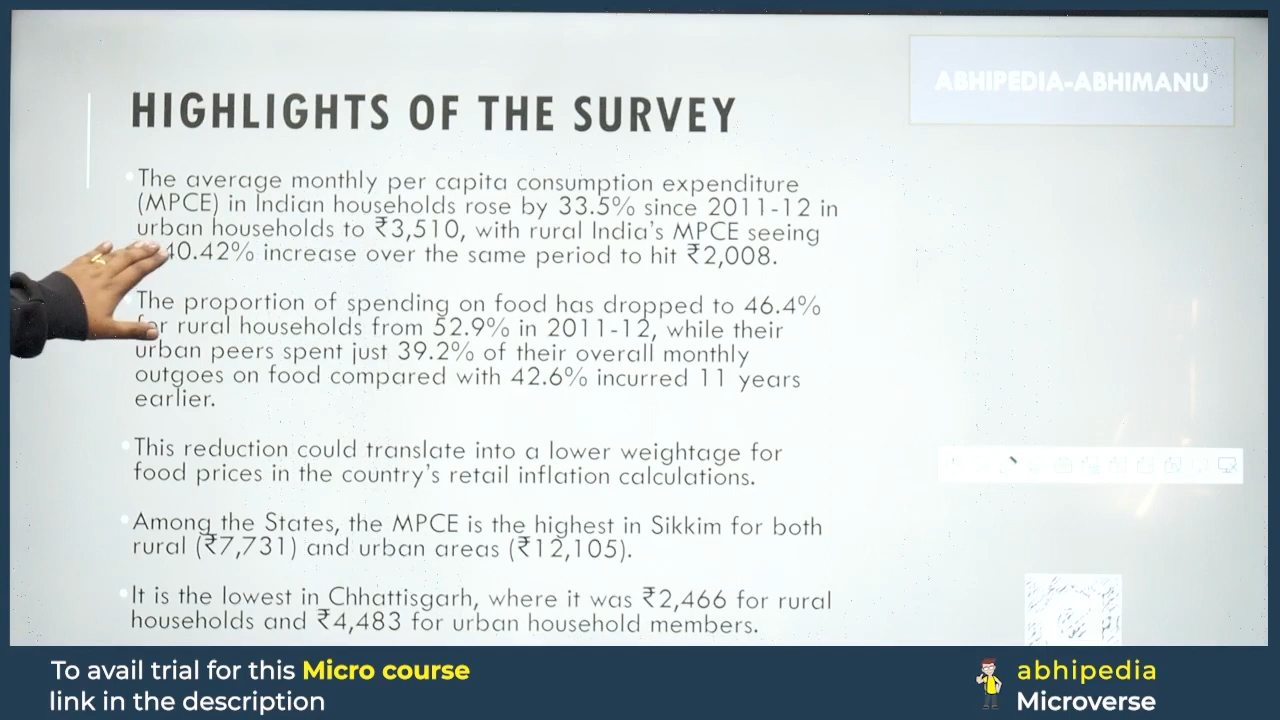 ABHIPEDIA-ABHIMANU
HIGHLIGHTS OF THE SURVEY
The average monthly per capita consumption expenditure
(MPCE) in Indian households rose by 33.5% since 2011-12 in
urban households to ₹3,510, with rural India's MPCE seeing
40.42% increase over the same period to hit ₹2,008.
The proportion of spending on food has dropped to 46.4%
for rural households from 52.9% in 2011-12, while their
urban peers spent just 39.2% of their overall monthly
outgoes on food compared with 42.6% incurred 11 years
earlier.
This reduction could translate into a lower weightage for
food prices in the country's retail inflation calculations.
Among the States, the MPCE is the highest in Sikkim for both
rural (₹7,731) and urban areas (₹12,105).
It is the lowest in Chhattisgarh, where it was ₹2,466 for rural
households and ₹4,483 for urban household members.
To avail trial for this Micro course
link in the description
abhipedia
Microverse